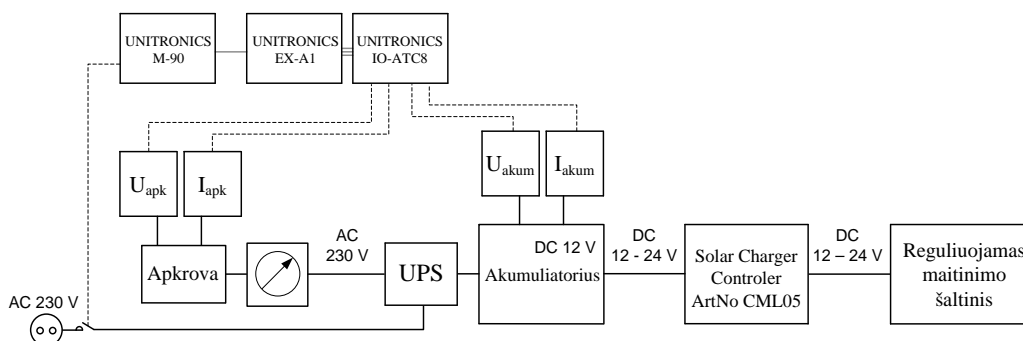 UNITRONICS
M-90
UNITRONICS
EX-A1
UNITRONICS
IO-ATC8
Uapk
Iapk
Uakum
Iakum
Apkrova
AC
230 V
UPS
DC 12 V
Akumuliatorius
DC
12 - 24 V
Solar Charger
Controler
ArtNo CML05
DC
12 – 24 V
Reguliuojamas
maitinimo
šaltinis
AC 230 V